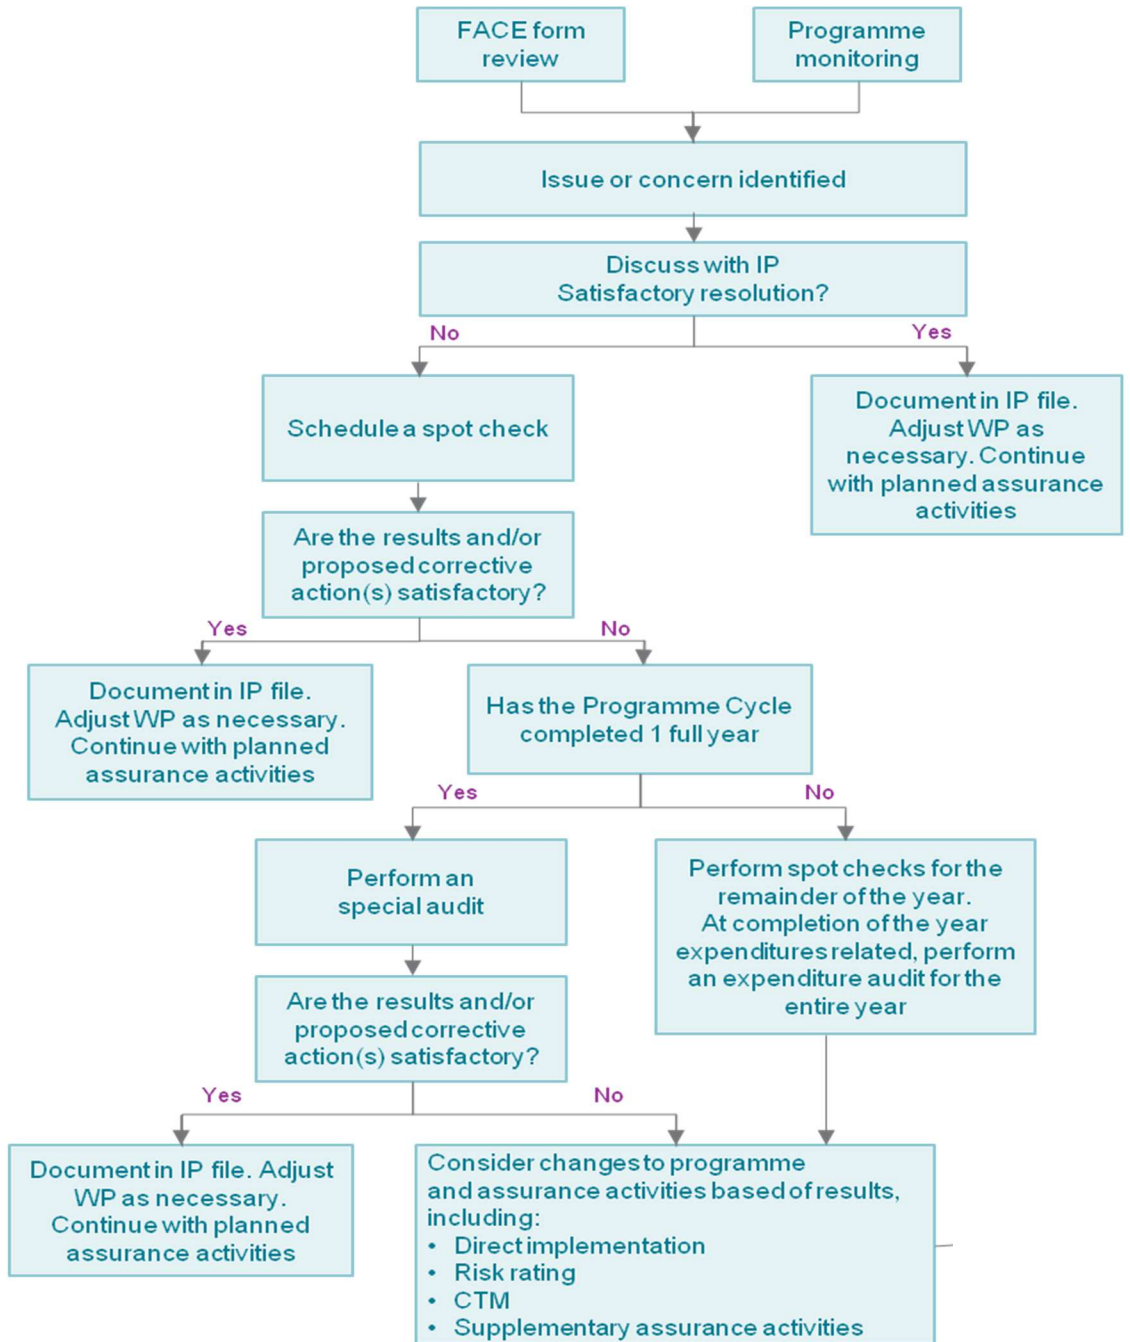 FACE form
review
Programme
monitoring
Issue or concern identified
Discuss with IP
Satisfactory resolution?
No
Yes
Schedule a spot check
Document in IP file.
Adjust WP as
necessary. Continue
with planned assurance
activities
Are the results and/or
proposed corrective
action(s) satisfactory?
Yes
No
Document in IP file.
Adjust WP as necessary.
Continue with planned
assurance activities
Has the Programme Cycle
completed 1 full year
Yes
No
Perform an
special audit
Perform spot checks for the
remainder of the year.
At completion of the year
expenditures related, perform
an expenditure audit for the
entire year
Are the results and/or
proposed corrective
action(s) satisfactory?
Yes
No
Document in IP file. Adjust
WP as necessary.
Continue with planned
assurance activities
Consider changes to programme
and assurance activities based of results,
including:
• Direct implementation
• Risk rating
• CTM
• Supplementary assurance activities